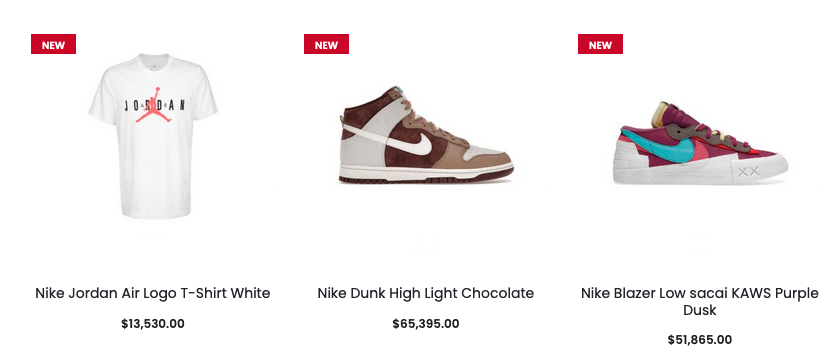 NEW
NEW
NEW
JORDAN
XX
Nike Jordan Air Logo T-Shirt White
Nike Dunk High Light Chocolate
Nike Blazer Low sacai KAWS Purple
Dusk
$13,530.00
$65,395.00
$51,865.00